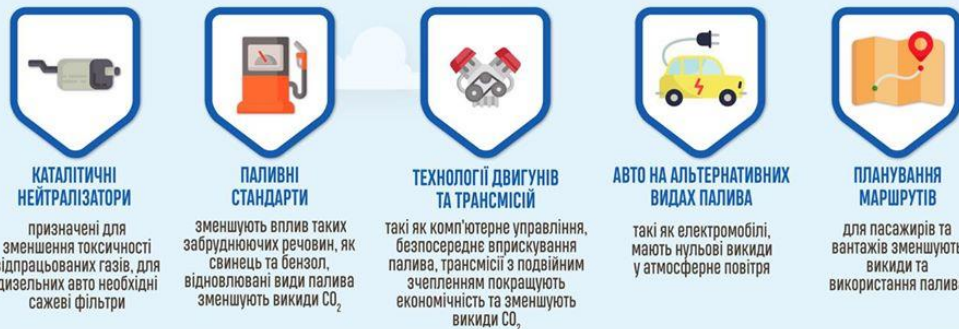 КАТАЛІТИЧНІ
НЕЙТРАЛІЗАТОРИ
призначені для
зменшення токсичності
відпрацьованих газів, для
дизельних авто необхідні
сажеві фільтри
ПАЛИВНІ
СТАНДАРТИ
зменшують вплив таких
забруднюючих речовин, як
свинець та бензол,
відновлювані види палива
зменшують викиди CO₂
ТЕХНОЛОГІЇ ДВИГУНІВ
ТА ТРАНСМІСІЙ
такі як комп'ютерне управління,
безпосереднє вприскування
палива, трансмісії з подвійним
зчепленням покращують
економічність та зменшують
викиди CO₂
АВТО НА АЛЬТЕРНАТИВНИХ
ВИДАХ ПАЛИВА
такі як електромобілі,
мають нульові викиди
у атмосферне повітря
ПЛАНУВАННЯ
МАРШРУТІВ
для пасажирів та
вантажів зменшують
викиди та
використання палива